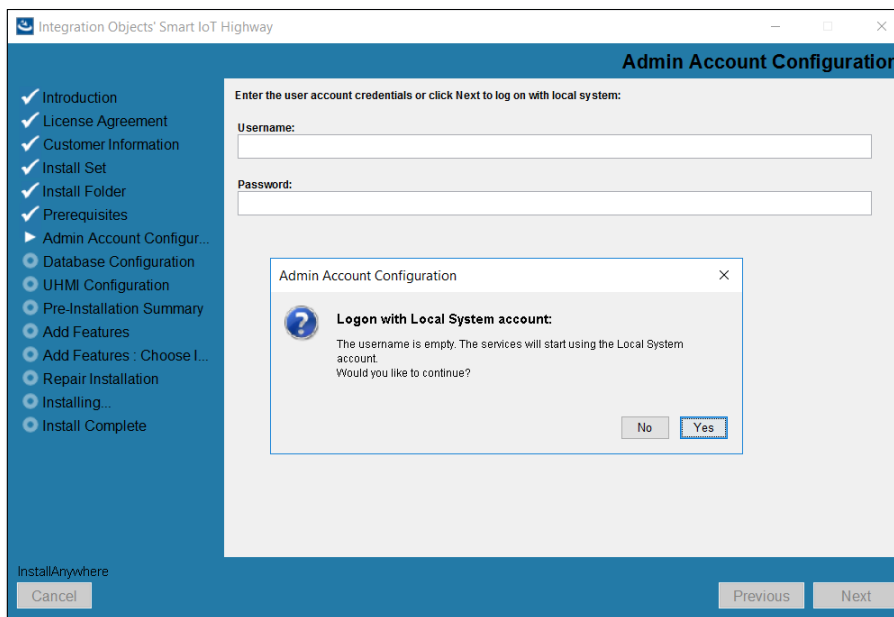 Integration Objects' Smart IoT Highway
Admin Account Configuration
Introduction
License Agreement
Customer Information
Install Set
Install Folder
Prerequisites
Admin Account Configur...
Database Configuration
UHMI Configuration
Pre-Installation Summary
Add Features
Add Features : Choose I...
Repair Installation
Installing...
Install Complete
Enter the user account credentials or click Next to log on with local system:
Username:
Password:
Admin Account Configuration
Logon with Local System account:
The username is empty. The services will start using the Local System
account.
Would you like to continue?
No Yes
InstallAnywhere
Cancel Previous Next